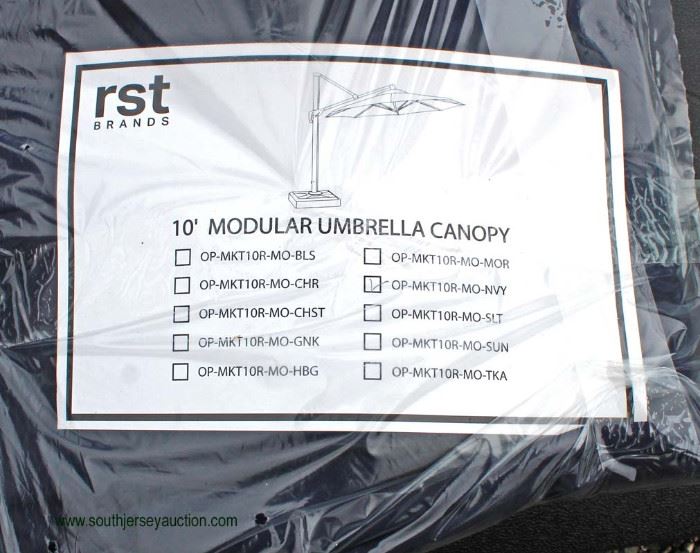 rst
BRANDS
10' MODULAR UMBRELLA CANOPY
OP-MKT10R-MO-BLS
OP-MKT10R-MO-CHR
OP-MKT10R-MO-CHST
OP-MKT10R-MO-GNK
OP-MKT10R-MO-HBG
OP-MKT10R-MO-MOR
OP-MKT10R-MO-NVY
OP-MKT10R-MO-SLT
OP-MKT10R-MO-SUN
OP-MKT10R-MO-TKA
www.southjerseyauction.com